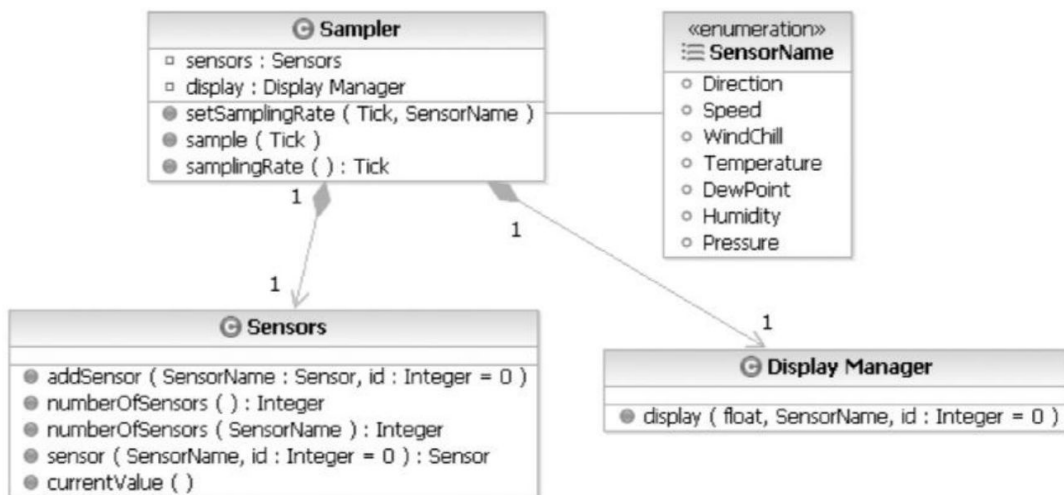 Sampler
sensors : Sensors
display : Display Manager
setSamplingRate ( Tick, SensorName )
sample ( Tick )
samplingRate ( ) : Tick
«enumeration»
SensorName
Direction
Speed
WindChill
Temperature
DewPoint
Humidity
Pressure
1
1
1
1
C Sensors
addSensor ( SensorName : Sensor, id : Integer = 0 )
numberOfSensors ( ) : Integer
numberOfSensors ( SensorName ) : Integer
sensor ( SensorName, id : Integer = 0 ) : Sensor
currentValue ( )
C Display Manager
display ( float, SensorName, id : Integer = 0 )